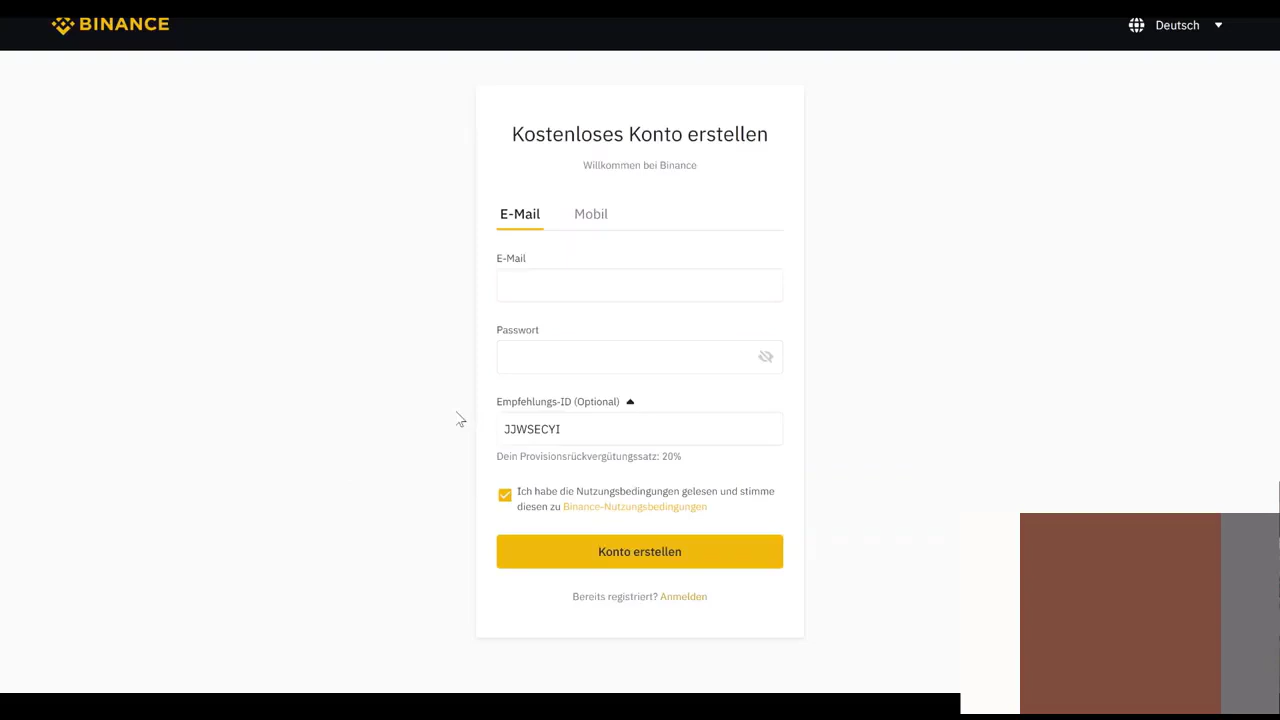 BINANCE
Deutsch
Kostenloses Konto erstellen
Willkommen bei Binance
E-Mail Mobil
E-Mail
Passwort
Empfehlungs-ID (Optional)
JJWSECYI
Dein Provisionsrückvergütungssatz: 20%
Ich habe die Nutzungsbedingungen gelesen und stimme
diesen zu Binance-Nutzungsbedingungen
Konto erstellen
Bereits registriert? Anmelden